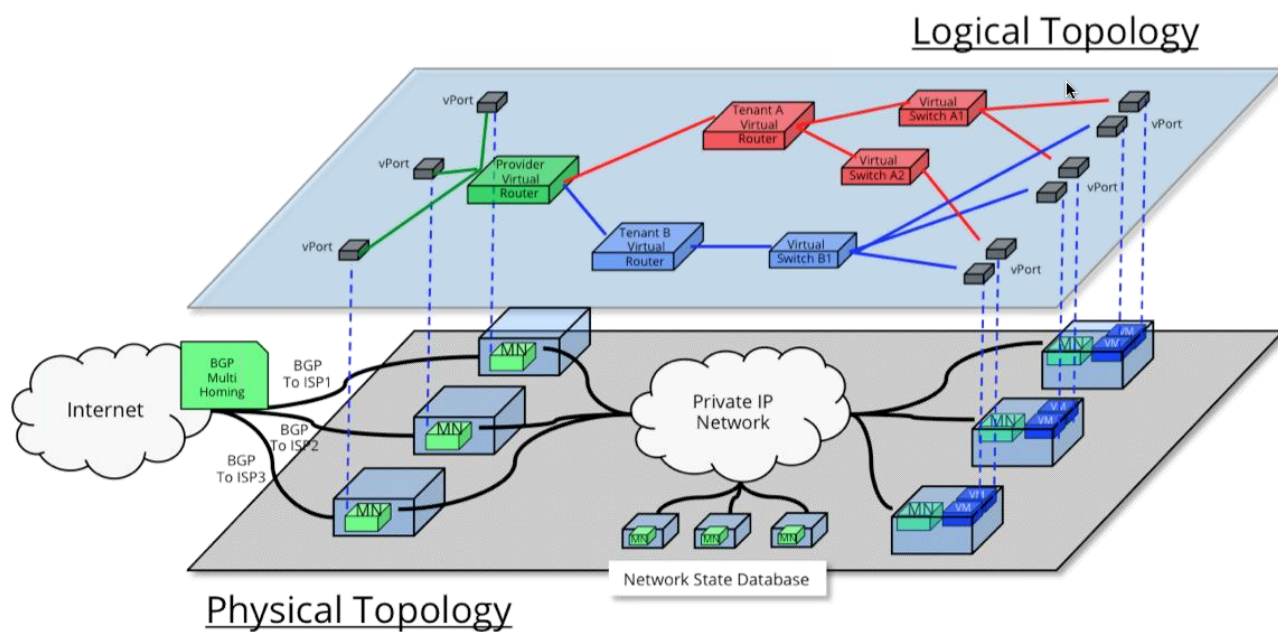 Logical Topology
vPort
Tenant A
Virtual
Router
Virtual
Switch A1
vPort
vPort
Provider
Virtual
Router
Virtual
Switch A2
vPort
vPort
Tenant B
Virtual
Router
Virtual
Switch B1
vPort
BGP
Multi
Homing
BGP
To ISP1
MN
MN
VM
VM
Internet
Private IP
Network
BGP
To ISP2
MN
MN
VM
VM
BGP
To ISP3
MN
MN
VM
VM
MN
MN
MN
Network State Database
Physical Topology